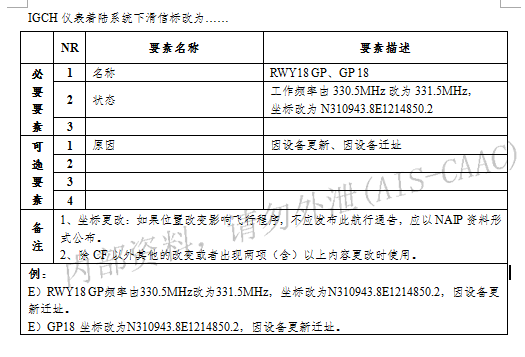 IGCH 仪表着陆系统下滑信标改为……
NR 要素名称 要素描述
必要要素
1 名称 RWY18 GP、GP 18
2 状态 工作频率由 330.5MHz 改为 331.5MHz,
坐标改为 N310943.8E1214850.2
3
可选要素
1 原因 因设备更新、因设备迁址
2
3
4
备注
1、坐标更改：如果位置改变影响飞行程序，不应发布此航行通告，应以 NAIP 资料形
式公布。
2、除 CF 以外其他的改变或者出现两项（含）以上内容更改时使用。
例：
E）RWY18 GP频率由330.5MHz改为331.5MHz，坐标改为N310943.8E1214850.2，因设备更
新迁址。
E）GP18 坐标改为N310943.8E1214850.2，因设备更新迁址。
内部资料，请勿外泄(AIS-CAAC)